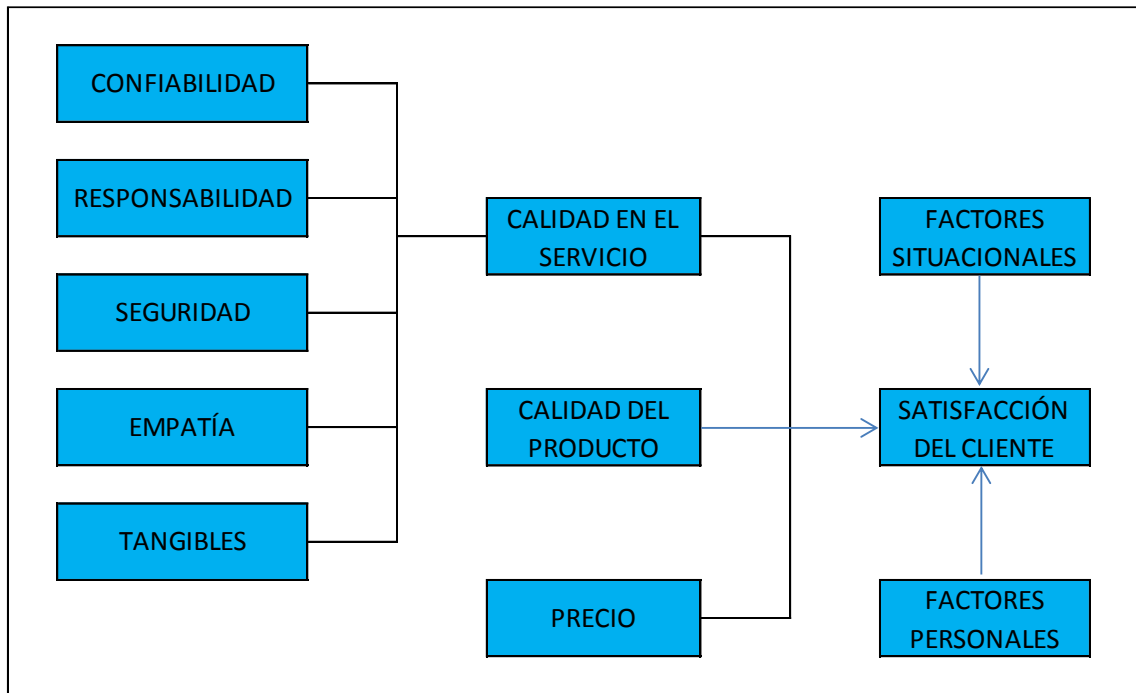 CONFIABILIDAD
RESPONSABILIDAD
SEGURIDAD
EMPATÍA
TANGIBLES
CALIDAD EN EL
SERVICIO
CALIDAD DEL
PRODUCTO
PRECIO
FACTORES
SITUACIONALES
SATISFACCIÓN
DEL CLIENTE
FACTORES
PERSONALES